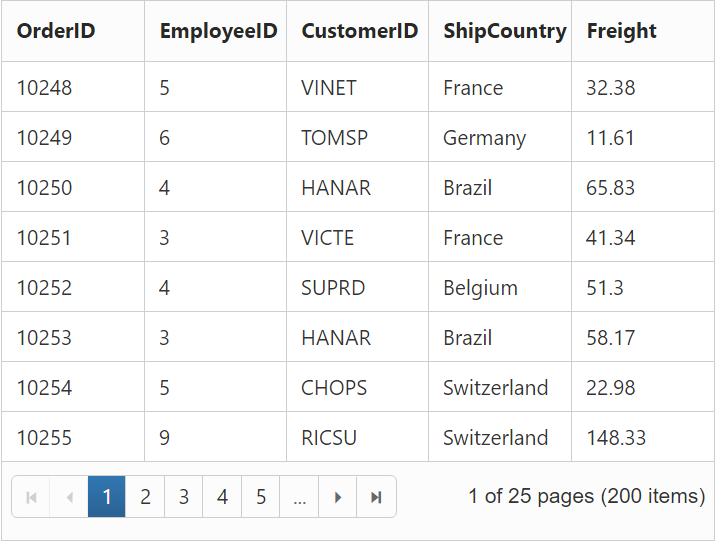 OrderID EmployeeID CustomerID ShipCountry Freight
10248 5 VINET France 32.38
10249 6 TOMSP Germany 11.61
10250 4 HANAR Brazil 65.83
10251 3 VICTE France 41.34
10252 4 SUPRD Belgium 51.3
10253 3 HANAR Brazil 58.17
10254 5 CHOPS Switzerland 22.98
10255 9 RICSU Switzerland 148.33
1 2 3 4 5 ... 1 of 25 pages (200 items)